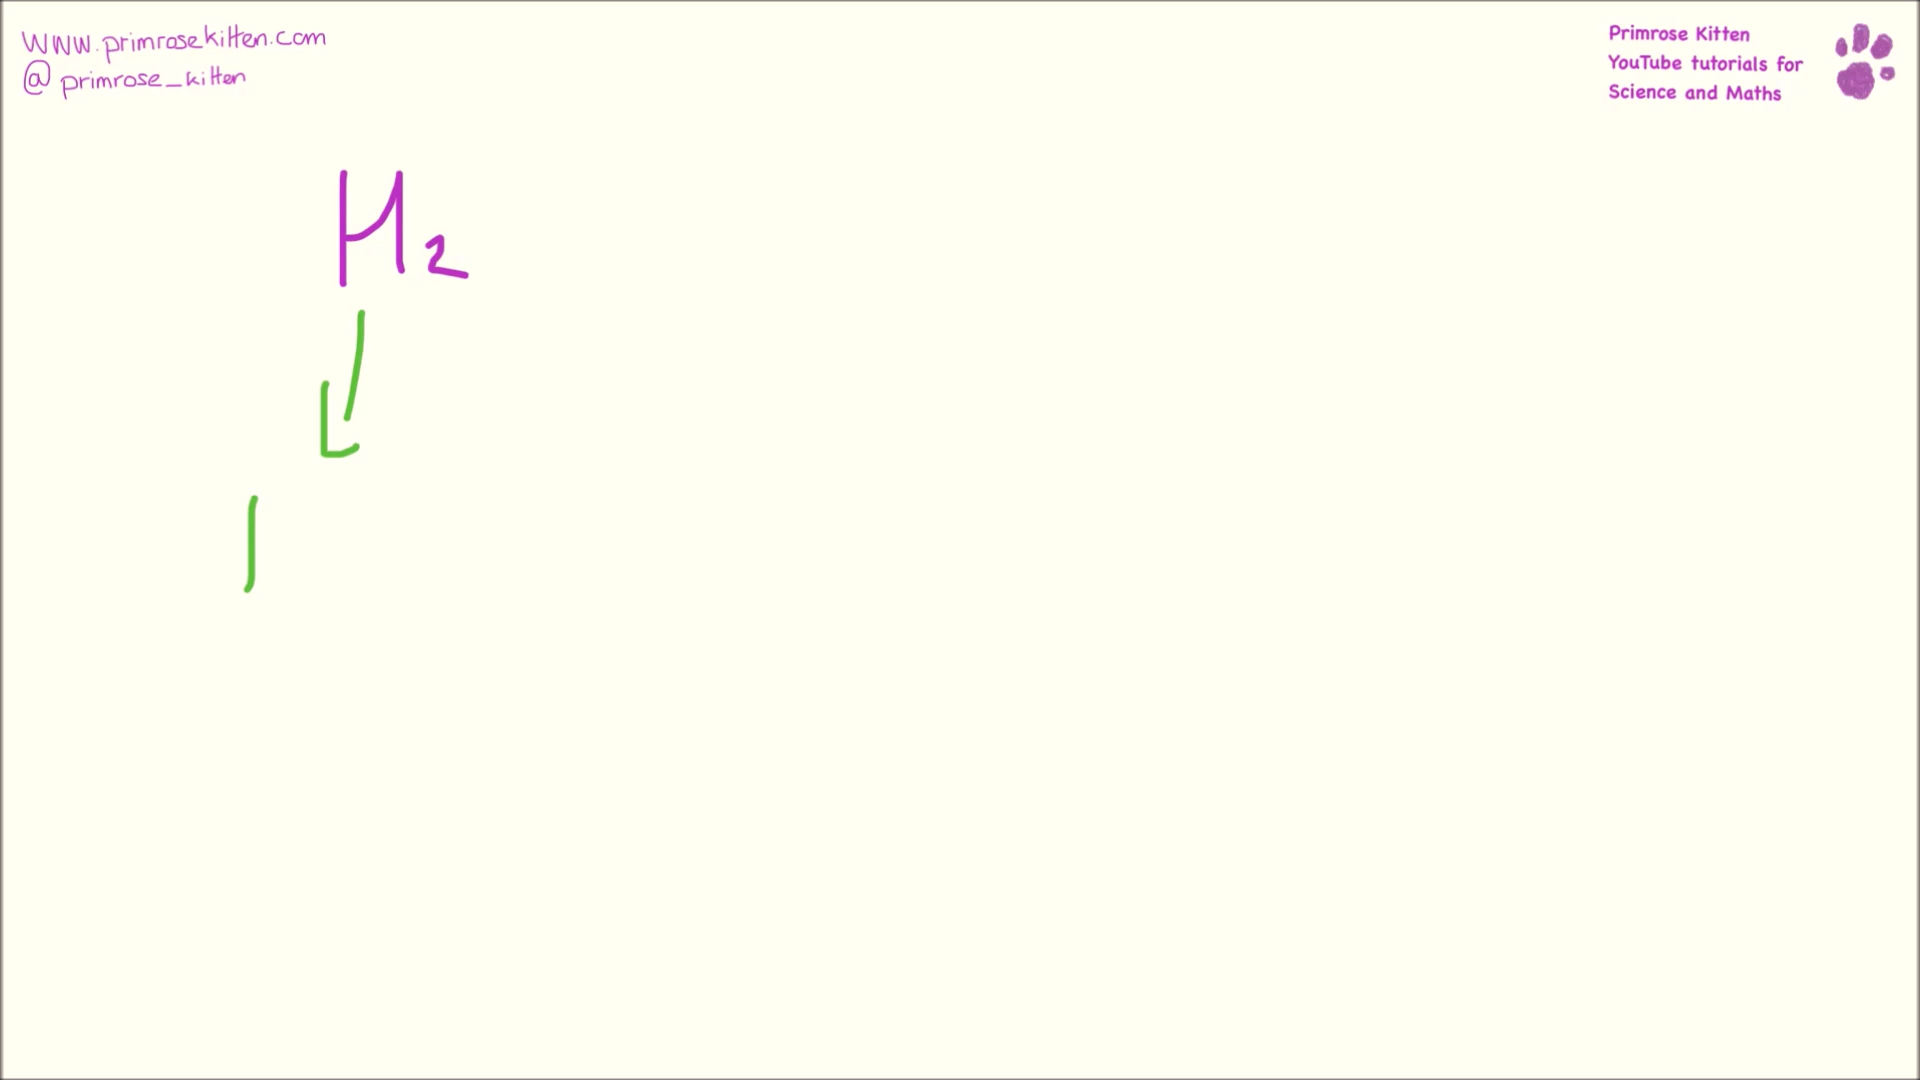 www.primrosekitten.com
@primrose_kitten
Primrose Kitten
YouTube tutorials for
Science and Maths
H₂